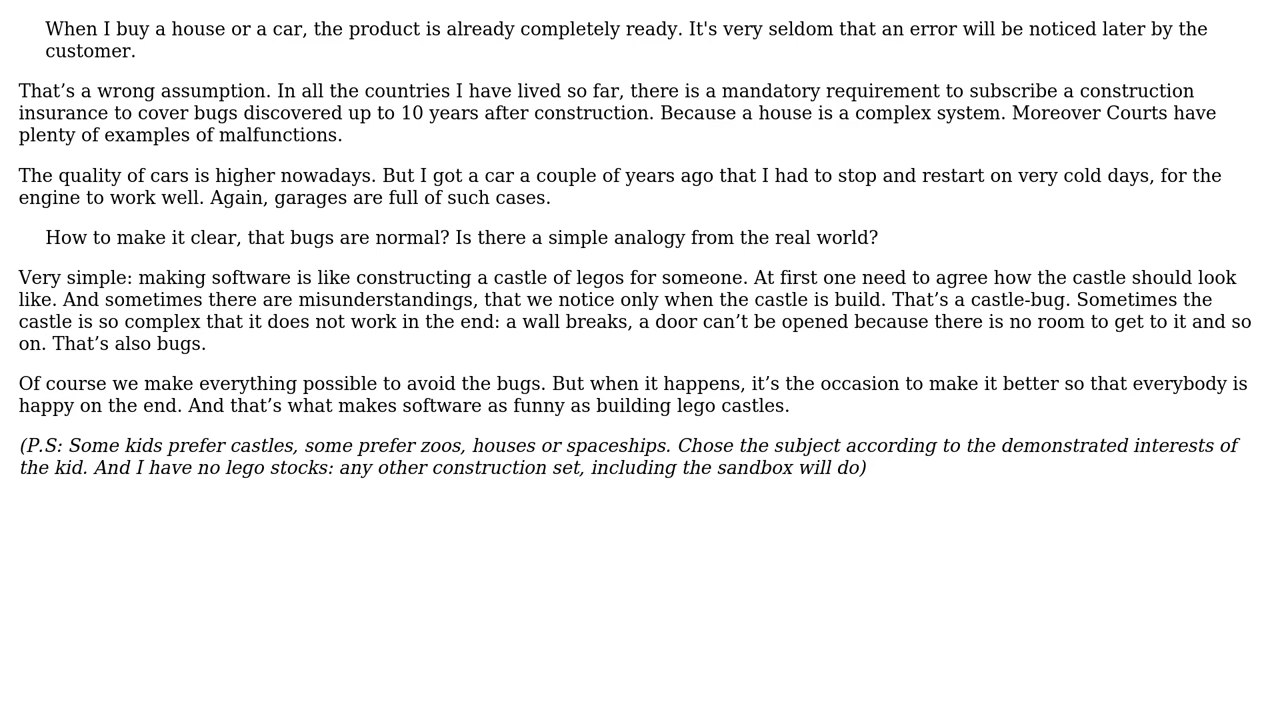 When I buy a house or a car, the product is already completely ready. It's very seldom that an error will be noticed later by the
customer.
That’s a wrong assumption. In all the countries I have lived so far, there is a mandatory requirement to subscribe a construction
insurance to cover bugs discovered up to 10 years after construction. Because a house is a complex system. Moreover Courts have
plenty of examples of malfunctions.
The quality of cars is higher nowadays. But I got a car a couple of years ago that I had to stop and restart on very cold days, for the
engine to work well. Again, garages are full of such cases.
How to make it clear, that bugs are normal? Is there a simple analogy from the real world?
Very simple: making software is like constructing a castle of legos for someone. At first one need to agree how the castle should look
like. And sometimes there are misunderstandings, that we notice only when the castle is build. That’s a castle-bug. Sometimes the
castle is so complex that it does not work in the end: a wall breaks, a door can’t be opened because there is no room to get to it and so
on. That’s also bugs.
Of course we make everything possible to avoid the bugs. But when it happens, it’s the occasion to make it better so that everybody is
happy on the end. And that’s what makes software as funny as building lego castles.
(P.S: Some kids prefer castles, some prefer zoos, houses or spaceships. Chose the subject according to the demonstrated interests of
the kid. And I have no lego stocks: any other construction set, including the sandbox will do)